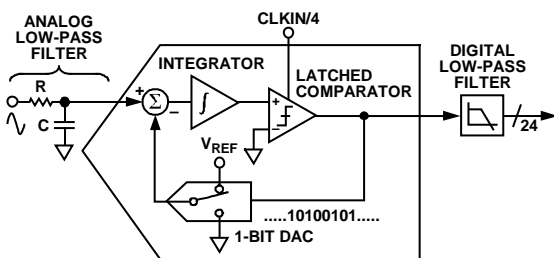 ANALOG
LOW-PASS
FILTER
R
C
+
Σ
−
INTEGRATOR
∫
CLKIN/4
LATCHED
COMPARATOR
+
−
DIGITAL
LOW-PASS
FILTER
24
VREF
.....10100101.....
1-BIT DAC